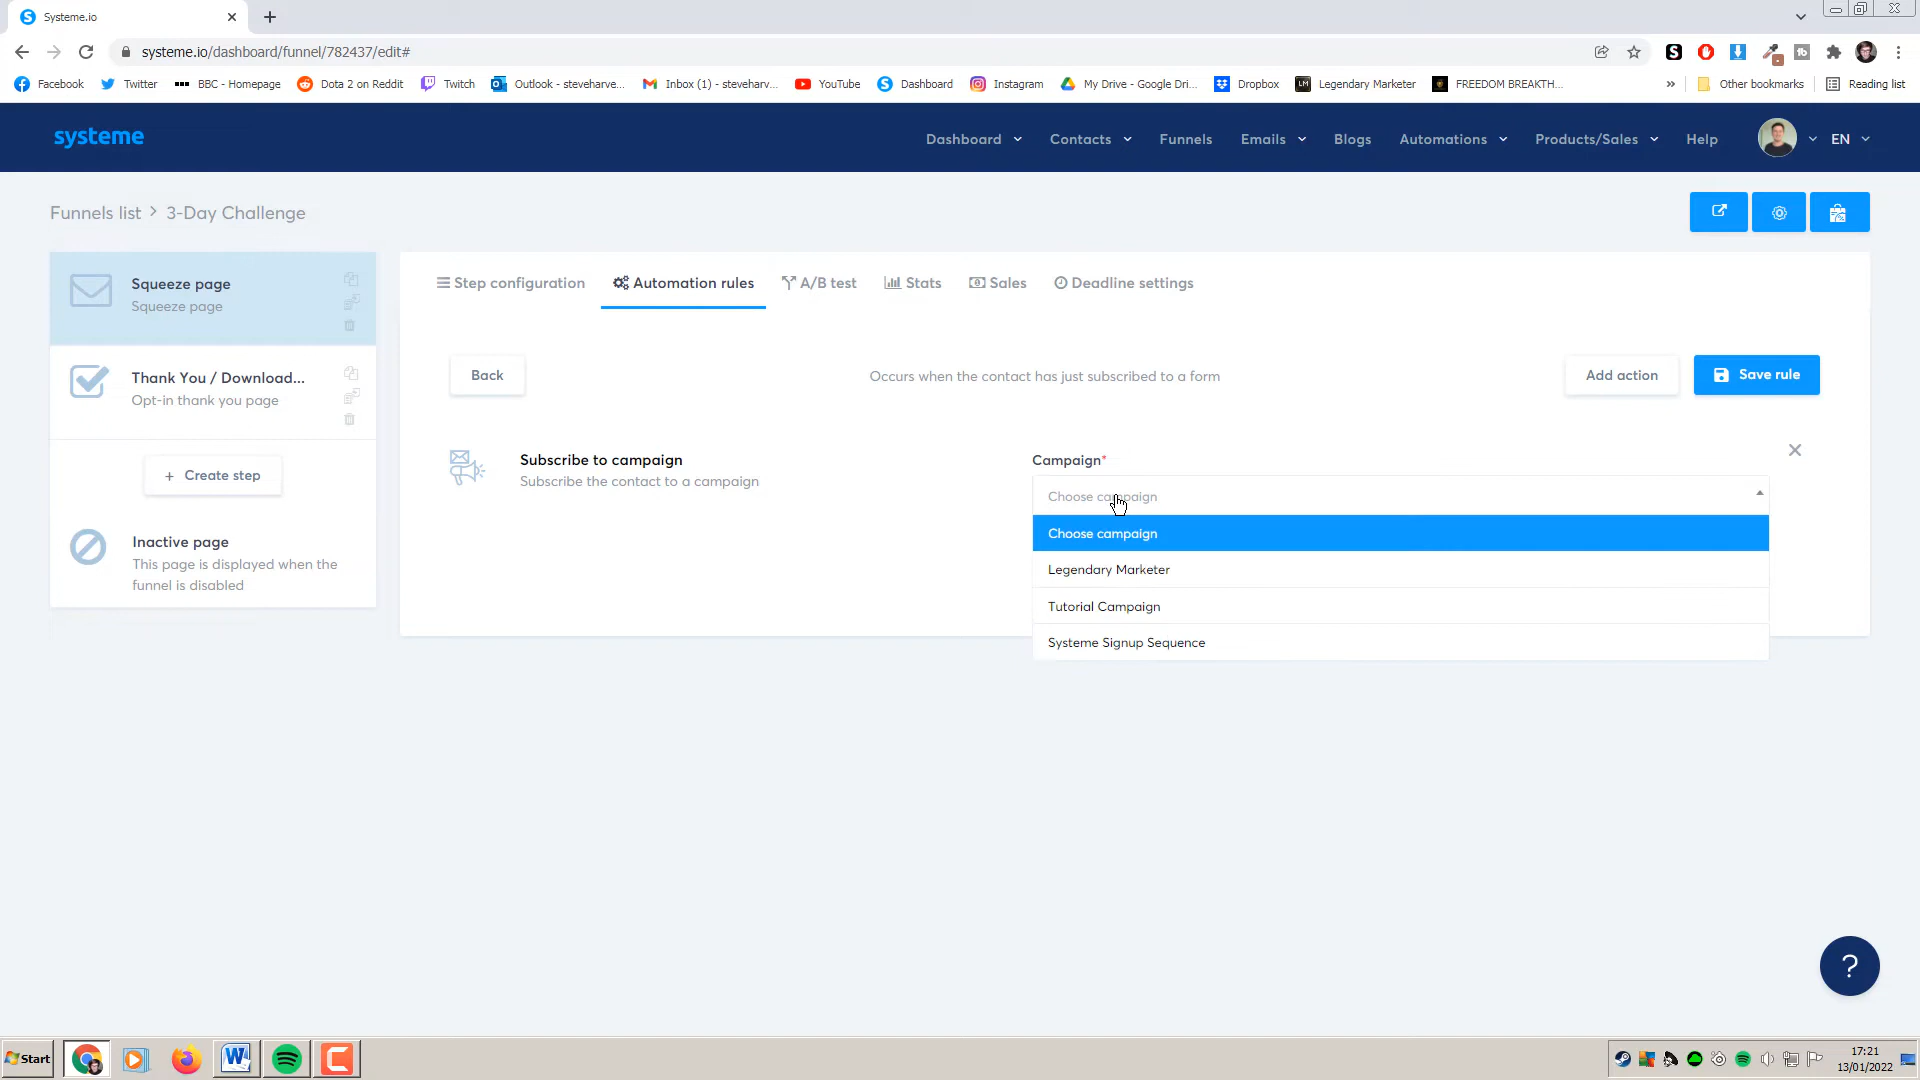 Systeme.io
systeme.io/dashboard/funnel/782437/edit#
Facebook Twitter BBC - Homepage Dota 2 on Reddit Twitch Outlook - steveharve... Inbox (1) - steveharv... YouTube Dashboard Instagram My Drive - Google Dri... Dropbox Legendary Marketer FREEDOM BREAKTH... » Other bookmarks Reading list
systeme Dashboard Contacts Funnels Emails Blogs Automations Products/Sales Help EN
Funnels list > 3-Day Challenge
Squeeze page
Squeeze page
Thank You / Download...
Opt-in thank you page
+ Create step
Inactive page
This page is displayed when the
funnel is disabled
Step configuration Automation rules A/B test Stats Sales Deadline settings
Back Occurs when the contact has just subscribed to a form Add action Save rule
Subscribe to campaign
Subscribe the contact to a campaign
Campaign*
Choose campaign
Choose campaign
Legendary Marketer
Tutorial Campaign
Systeme Signup Sequence
?
Start
17:21
13/01/2022